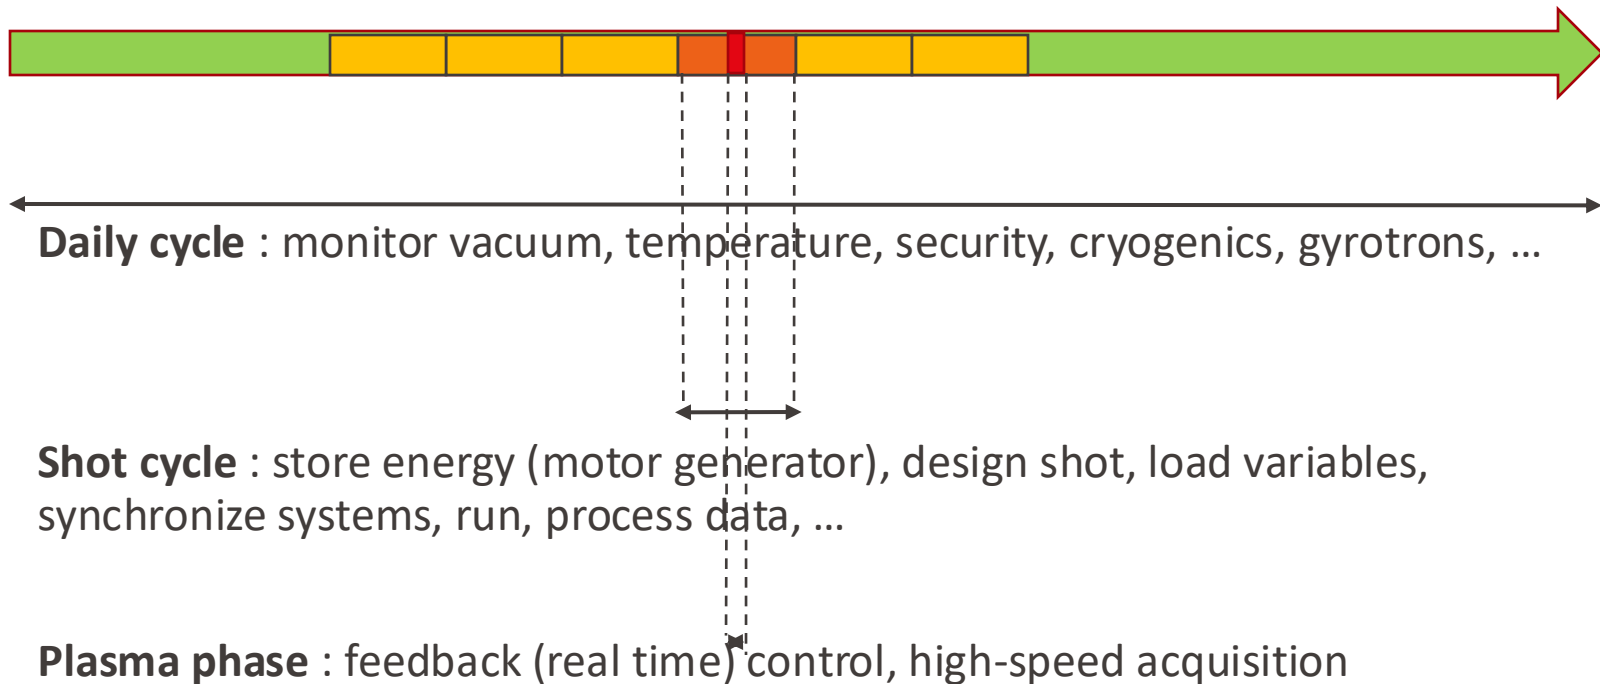 Daily cycle : monitor vacuum, temperature, security, cryogenics, gyrotrons, …
Shot cycle : store energy (motor generator), design shot, load variables,
synchronize systems, run, process data, …
Plasma phase : feedback (real time) control, high-speed acquisition